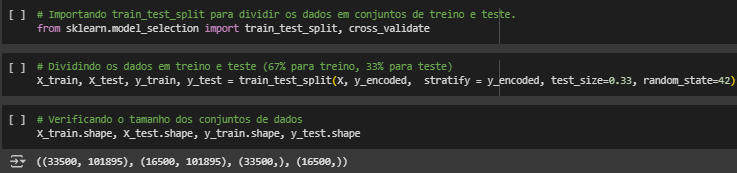 [ ] # Importando train_test_split para dividir os dados em conjuntos de treino e teste.
from sklearn.model_selection import train_test_split, cross_validate
[ ] # Dividindo os dados em treino e teste (67% para treino, 33% para teste)
X_train, X_test, y_train, y_test = train_test_split(X, y_encoded,  stratify = y_encoded, test_size=0.33, random_state=42)
[ ] # Verificando o tamanho dos conjuntos de dados
X_train.shape, X_test.shape, y_train.shape, y_test.shape
((33500, 101895), (16500, 101895), (33500,), (16500,))